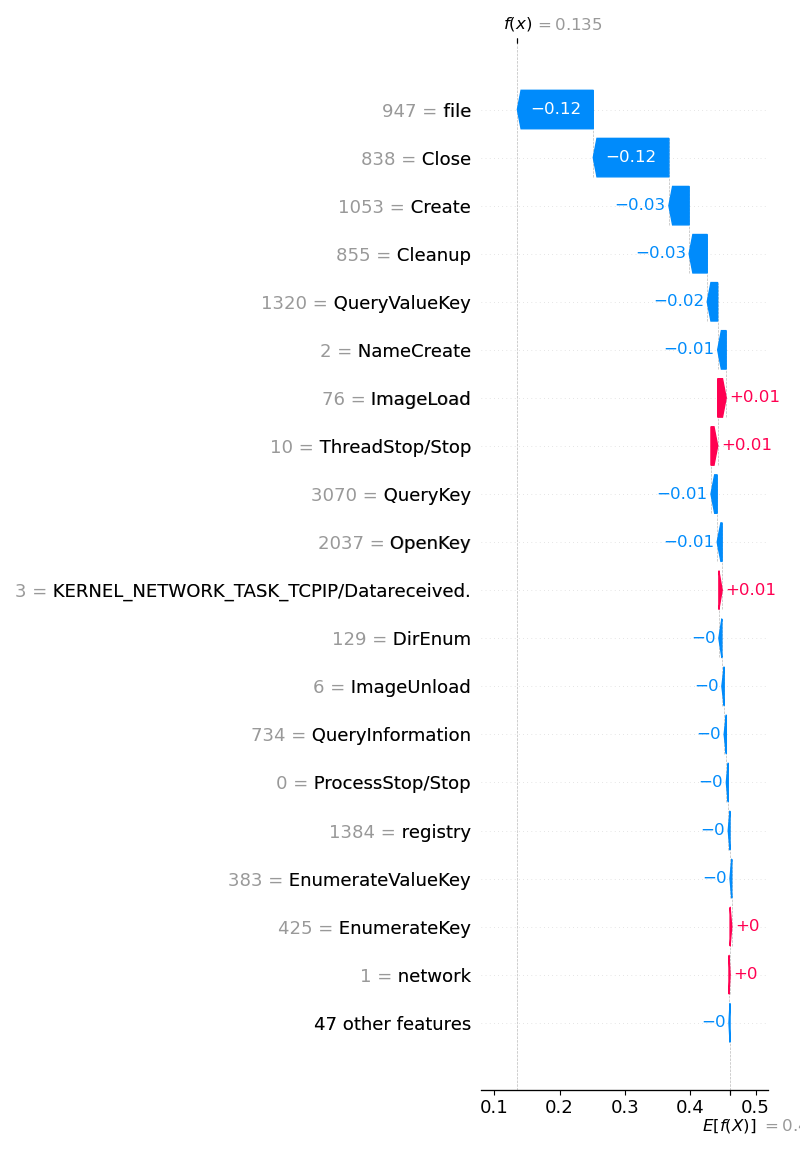 f(x) = 0.135
947 = file −0.12
838 = Close −0.12
1053 = Create −0.03
855 = Cleanup −0.03
1320 = QueryValueKey −0.02
2 = NameCreate −0.01
76 = ImageLoad +0.01
10 = ThreadStop/Stop +0.01
3070 = QueryKey −0.01
2037 = OpenKey −0.01
3 = KERNEL_NETWORK_TASK_TCPIP/Datareceived. +0.01
129 = DirEnum −0
6 = ImageUnload −0
734 = QueryInformation −0
0 = ProcessStop/Stop −0
1384 = registry −0
383 = EnumerateValueKey −0
425 = EnumerateKey +0
1 = network +0
47 other features −0
0.1 0.2 0.3 0.4 0.5
E[f(X)] =